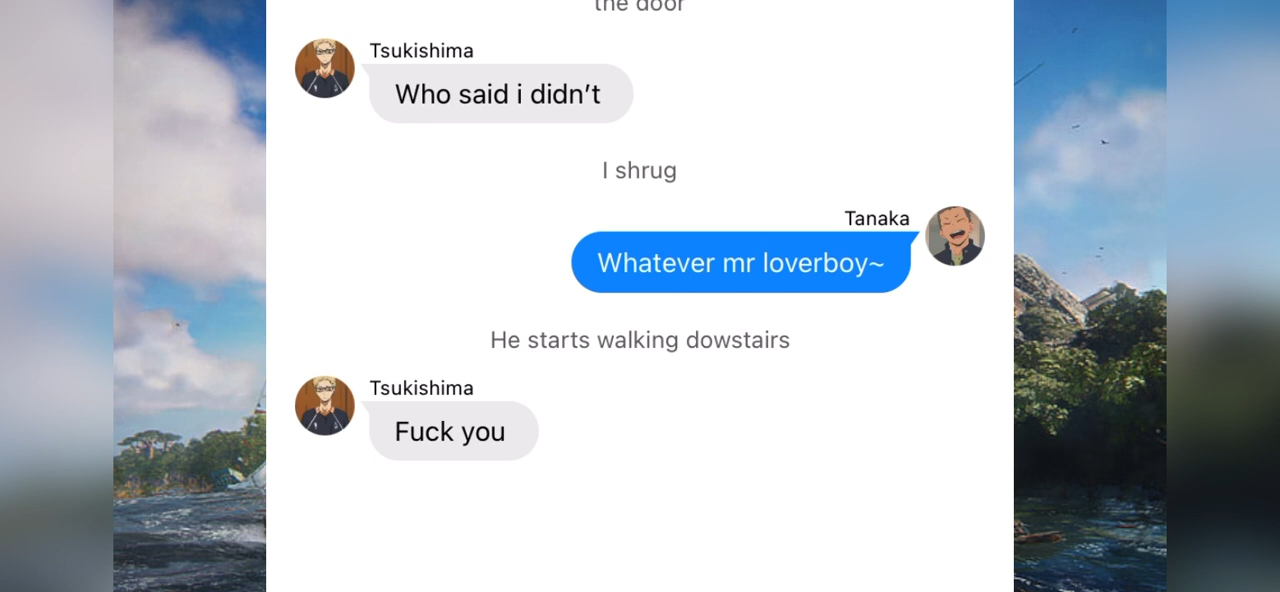 the door
Tsukishima
Who said i didn’t
I shrug
Tanaka
Whatever mr loverboy~
He starts walking dowstairs
Tsukishima
Fuck you